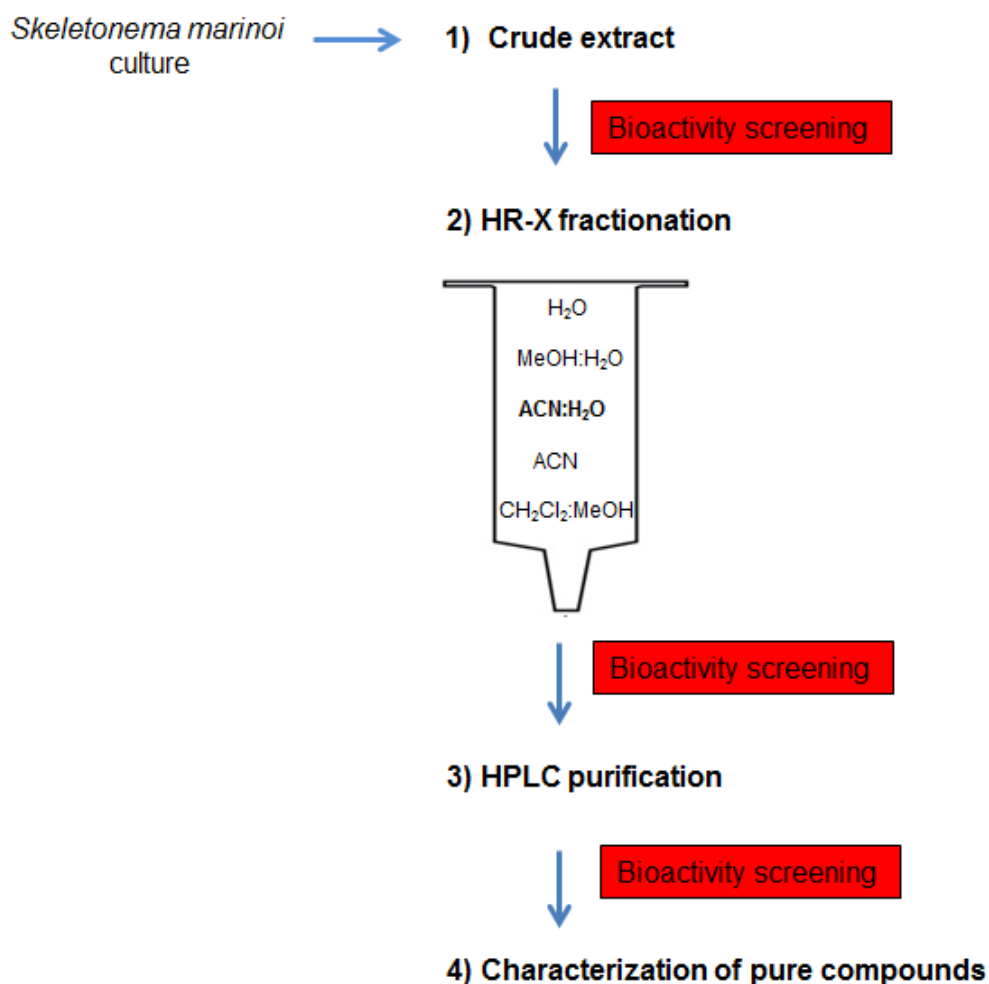 Skeletonema marinoi
culture
1) Crude extract
Bioactivity screening
2) HR-X fractionation
H₂O
MeOH:H₂O
ACN:H₂O
ACN
CH₂Cl₂:MeOH
Bioactivity screening
3) HPLC purification
Bioactivity screening
4) Characterization of pure compounds